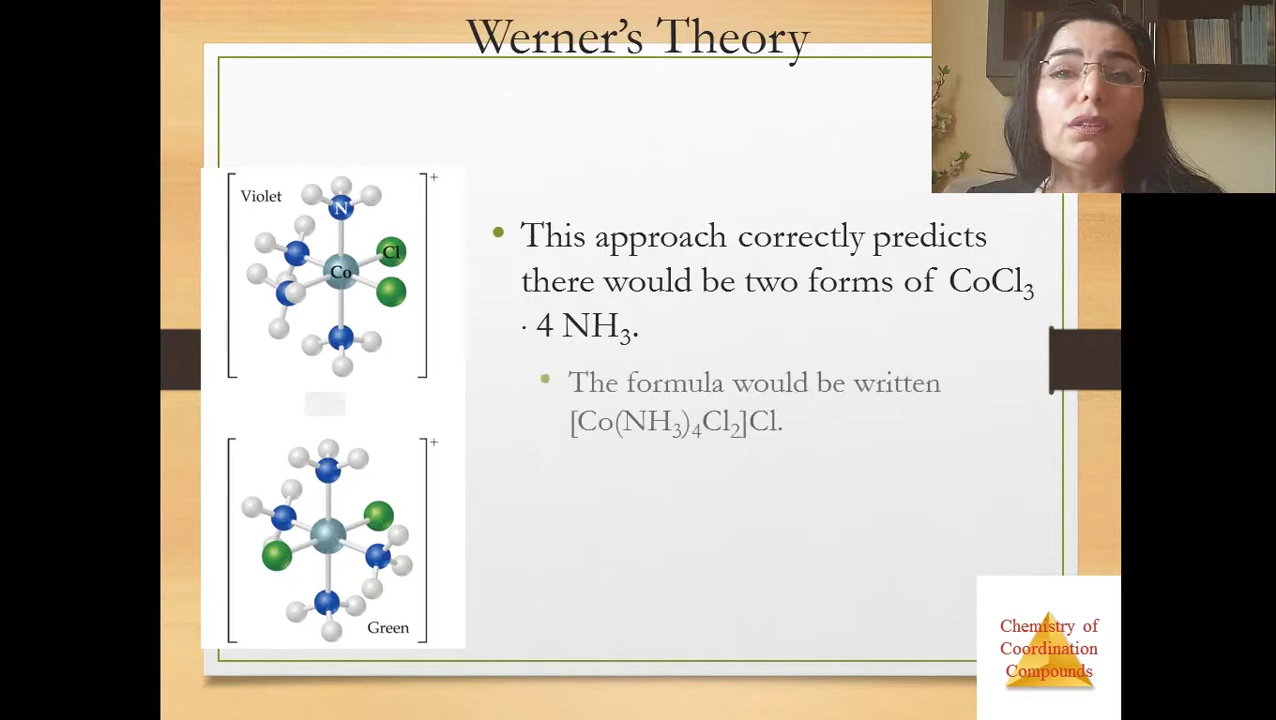 Werner's Theory
Violet
+
N
Cl
Co
• This approach correctly predicts
there would be two forms of CoCl₃
· 4 NH₃.
• The formula would be written
[Co(NH₃)₄Cl₂]Cl.
+
Green
Chemistry of
Coordination
Compounds